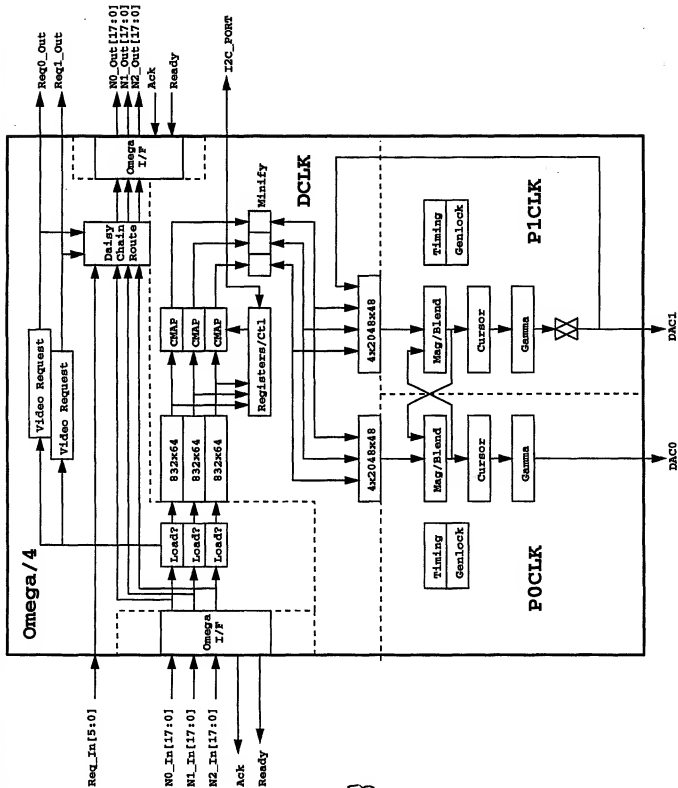 Req0_Out
Req1_Out
N0_Out[17:0]
N1_Out[17:0]
N2_Out[17:0]
Ack
Ready
I2C_PORT
Omega/4
Video Request
Video Request
Daisy
Chain
Route
Omega
I/F
Load?
Load?
Load?
832x64
832x64
832x64
CMAP
CMAP
CMAP
Registers/Ctl
Minify
DCLK
Omega
I/F
Req_In[5:0]
N0_In[17:0]
N1_In[17:0]
N2_In[17:0]
Ack
Ready
4x2048x48
4x2048x48
Timing
Genlock
Mag/Blend
Cursor
Gamma
P0CLK
Mag/Blend
Cursor
Gamma
Timing
Genlock
P1CLK
DAC0
DAC1